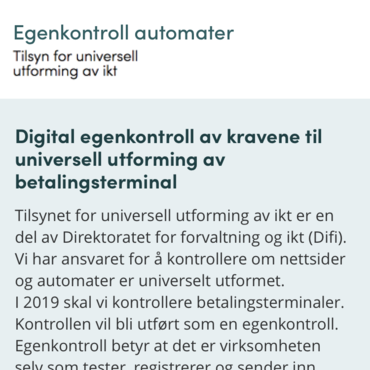 Egenkontroll automater
Tilsyn for universell
utforming av ikt
Digital egenkontroll av kravene til
universell utforming av
betalingsterminal
Tilsynet for universell utforming av ikt er en
del av Direktoratet for forvaltning og ikt (Difi).
Vi har ansvaret for å kontrollere om nettsider
og automater er universelt utformet.
I 2019 skal vi kontrollere betalingsterminaler.
Kontrollen vil bli utført som en egenkontroll.
Egenkontroll betyr at det er virksomheten
selv som tester, registrerer og sender inn